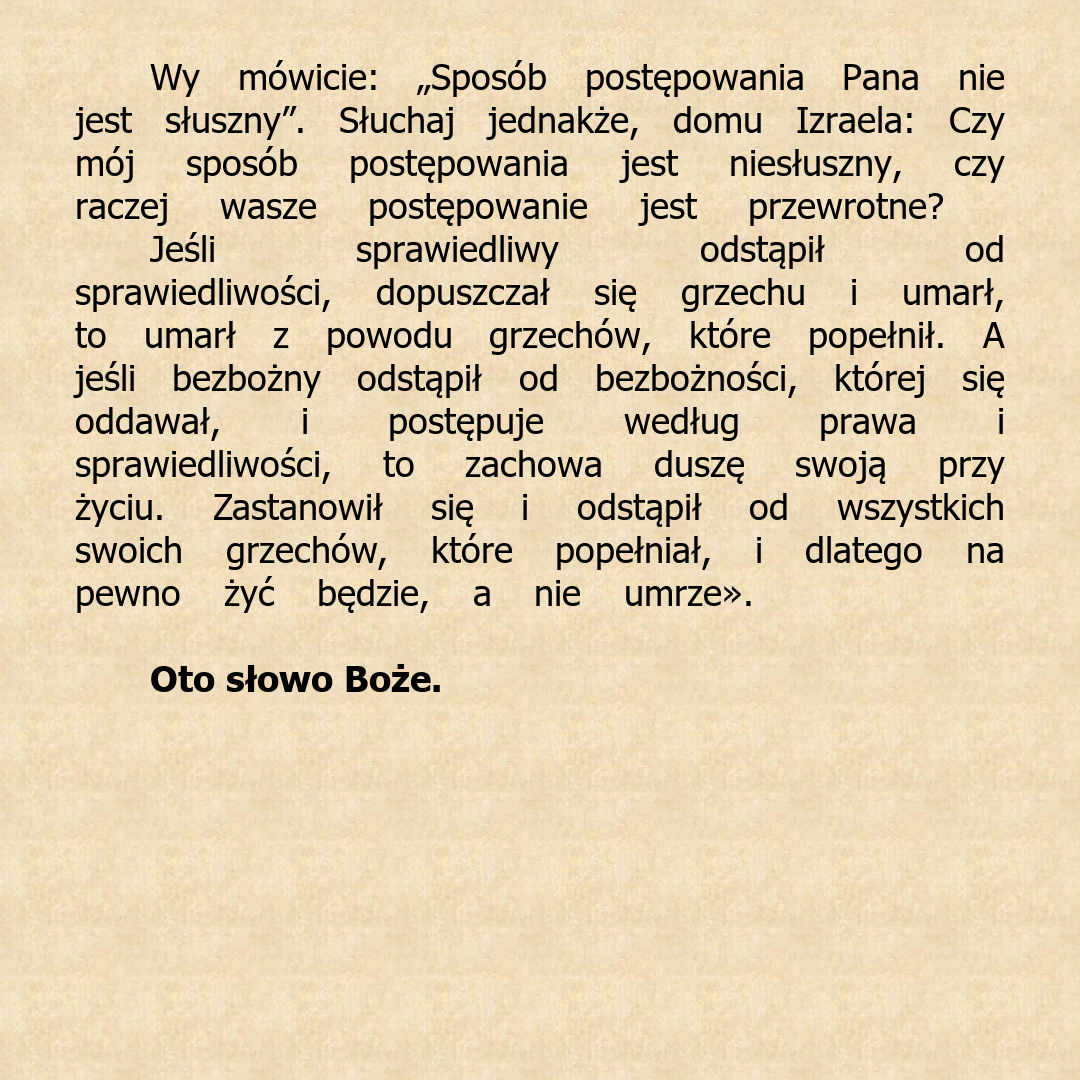 Wy mówicie: „Sposób postępowania Pana nie
jest słuszny”. Słuchaj jednakże, domu Izraela: Czy
mój sposób postępowania jest niesłuszny, czy
raczej wasze postępowanie jest przewrotne?
Jeśli sprawiedliwy odstąpił od
sprawiedliwości, dopuszczał się grzechu i umarł,
to umarł z powodu grzechów, które popełnił. A
jeśli bezbożny odstąpił od bezbożności, której się
oddawał, i postępuje według prawa i
sprawiedliwości, to zachowa duszę swoją przy
życiu. Zastanowił się i odstąpił od wszystkich
swoich grzechów, które popełniał, i dlatego na
pewno żyć będzie, a nie umrze».
Oto słowo Boże.